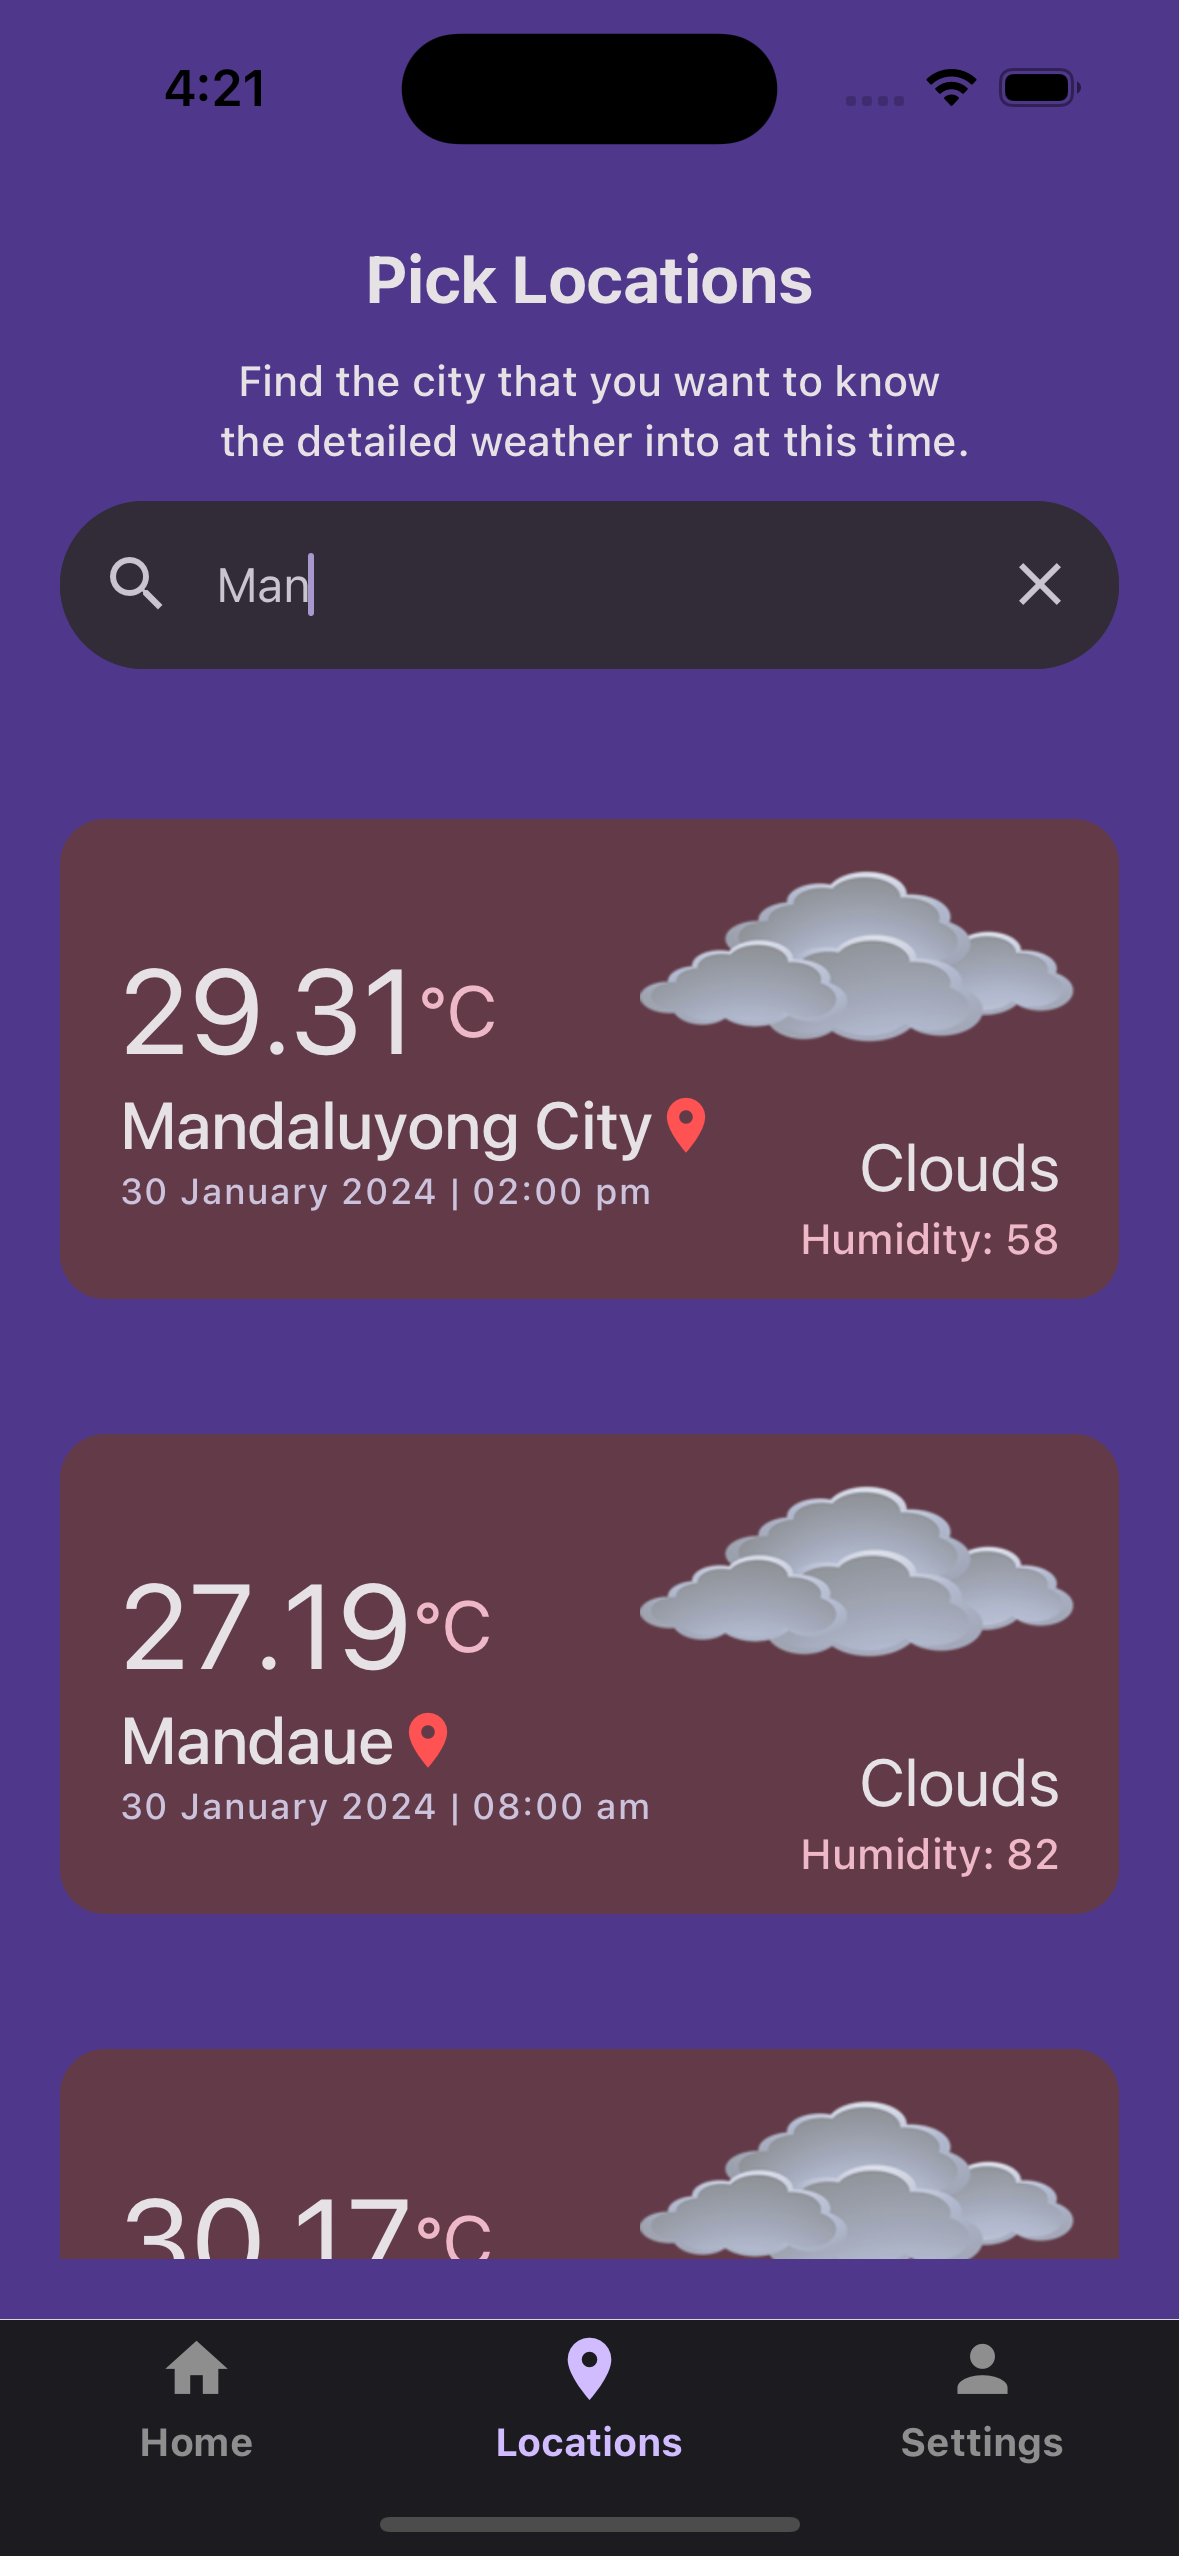 4:21
Pick Locations
Find the city that you want to know
the detailed weather into at this time.
Man
29.31°C
Mandaluyong City
30 January 2024 | 02:00 pm
Clouds
Humidity: 58
27.19°C
Mandaue
30 January 2024 | 08:00 am
Clouds
Humidity: 82
30.17°C
Home
Locations
Settings